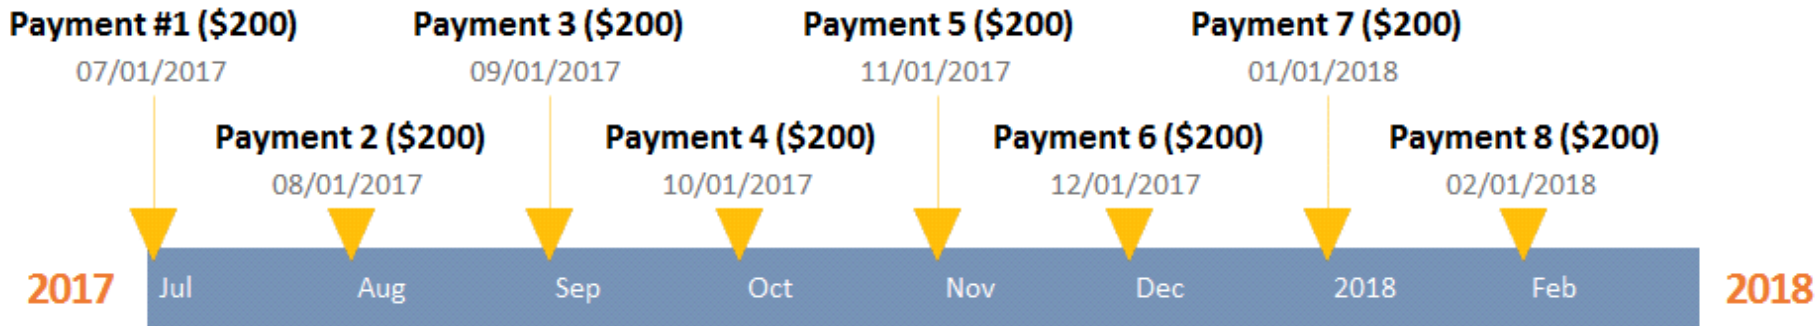 Payment #1 ($200)
07/01/2017
Payment 3 ($200)
09/01/2017
Payment 5 ($200)
11/01/2017
Payment 7 ($200)
01/01/2018
Payment 2 ($200)
08/01/2017
Payment 4 ($200)
10/01/2017
Payment 6 ($200)
12/01/2017
Payment 8 ($200)
02/01/2018
2017 Jul Aug Sep Oct Nov Dec 2018 Feb 2018